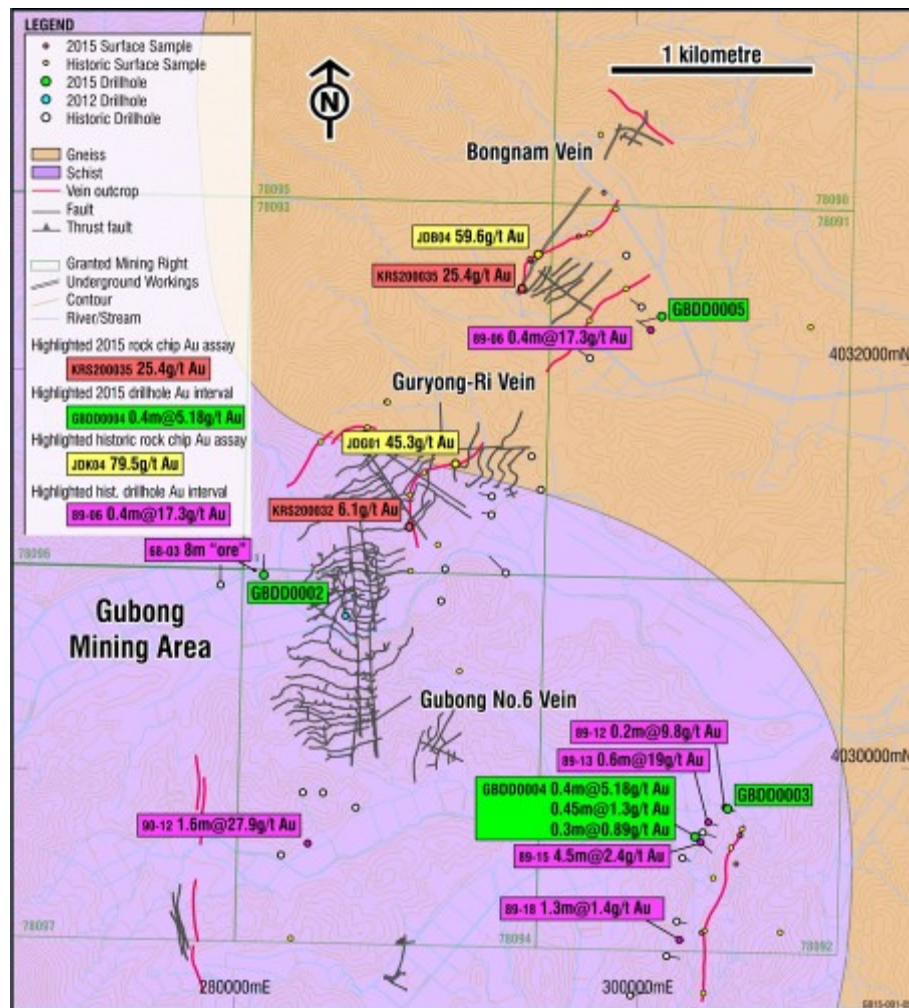 LEGEND
2015 Surface Sample
Historic Surface Sample
2015 Drillhole
2012 Drillhole
Historic Drillhole
Gneiss
Schist
Vein outcrop
Fault
Thrust fault
Granted Mining Right
Underground Workings
Contour
River/Stream
Highlighted 2015 rock chip Au assay
KRS200035 25.4g/t Au
Highlighted 2015 drillhole Au interval
GBDD0004 0.4m@5.18g/t Au
Highlighted historic rock chip Au assay
JDK04 79.5g/t Au
Highlighted hist. drillhole Au interval
89-06 0.4m@17.3g/t Au
N
1 kilometre
Bongnam Vein
78095
78093
78090
78091
JDB04 59.6g/t Au
KRS200035 25.4g/t Au
GBDD0005
89-06 0.4m@17.3g/t Au
4032000mN
Guryong-Ri Vein
JDG01 45.3g/t Au
KRS200032 6.1g/t Au
68-03 8m "ore"
78096
GBDD0002
Gubong
Mining Area
Gubong No.6 Vein
89-12 0.2m@9.8g/t Au
4030000mN
89-13 0.6m@19g/t Au
GBDD0004 0.4m@5.18g/t Au
0.45m@1.3g/t Au
0.3m@0.89g/t Au
GBDD0003
90-12 1.6m@27.9g/t Au
89-15 4.5m@2.4g/t Au
89-18 1.3m@1.4g/t Au
78097
78094
78092
280000mE
300000mE